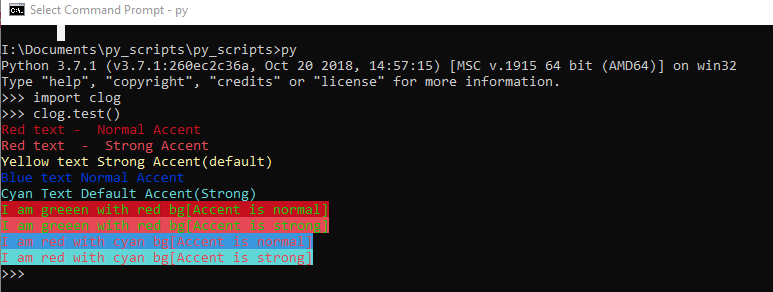 Select Command Prompt - py
I:\Documents\py_scripts\py_scripts>py
Python 3.7.1 (v3.7.1:260ec2c36a, Oct 20 2018, 14:57:15) [MSC v.1915 64 bit (AMD64)] on win32
Type "help", "copyright", "credits" or "license" for more information.
>>> import clog
>>> clog.test()
Red text -  Normal Accent
Red text  -  Strong Accent
Yellow text Strong Accent(default)
Blue text Normal Accent
Cyan Text Default Accent(Strong)
I am greeen with red bg[Accent is normal]
I am greeen with red bg[Accent is strong]
I am red with cyan bg[Accent is normal]
I am red with cyan bg[Accent is strong]
>>>